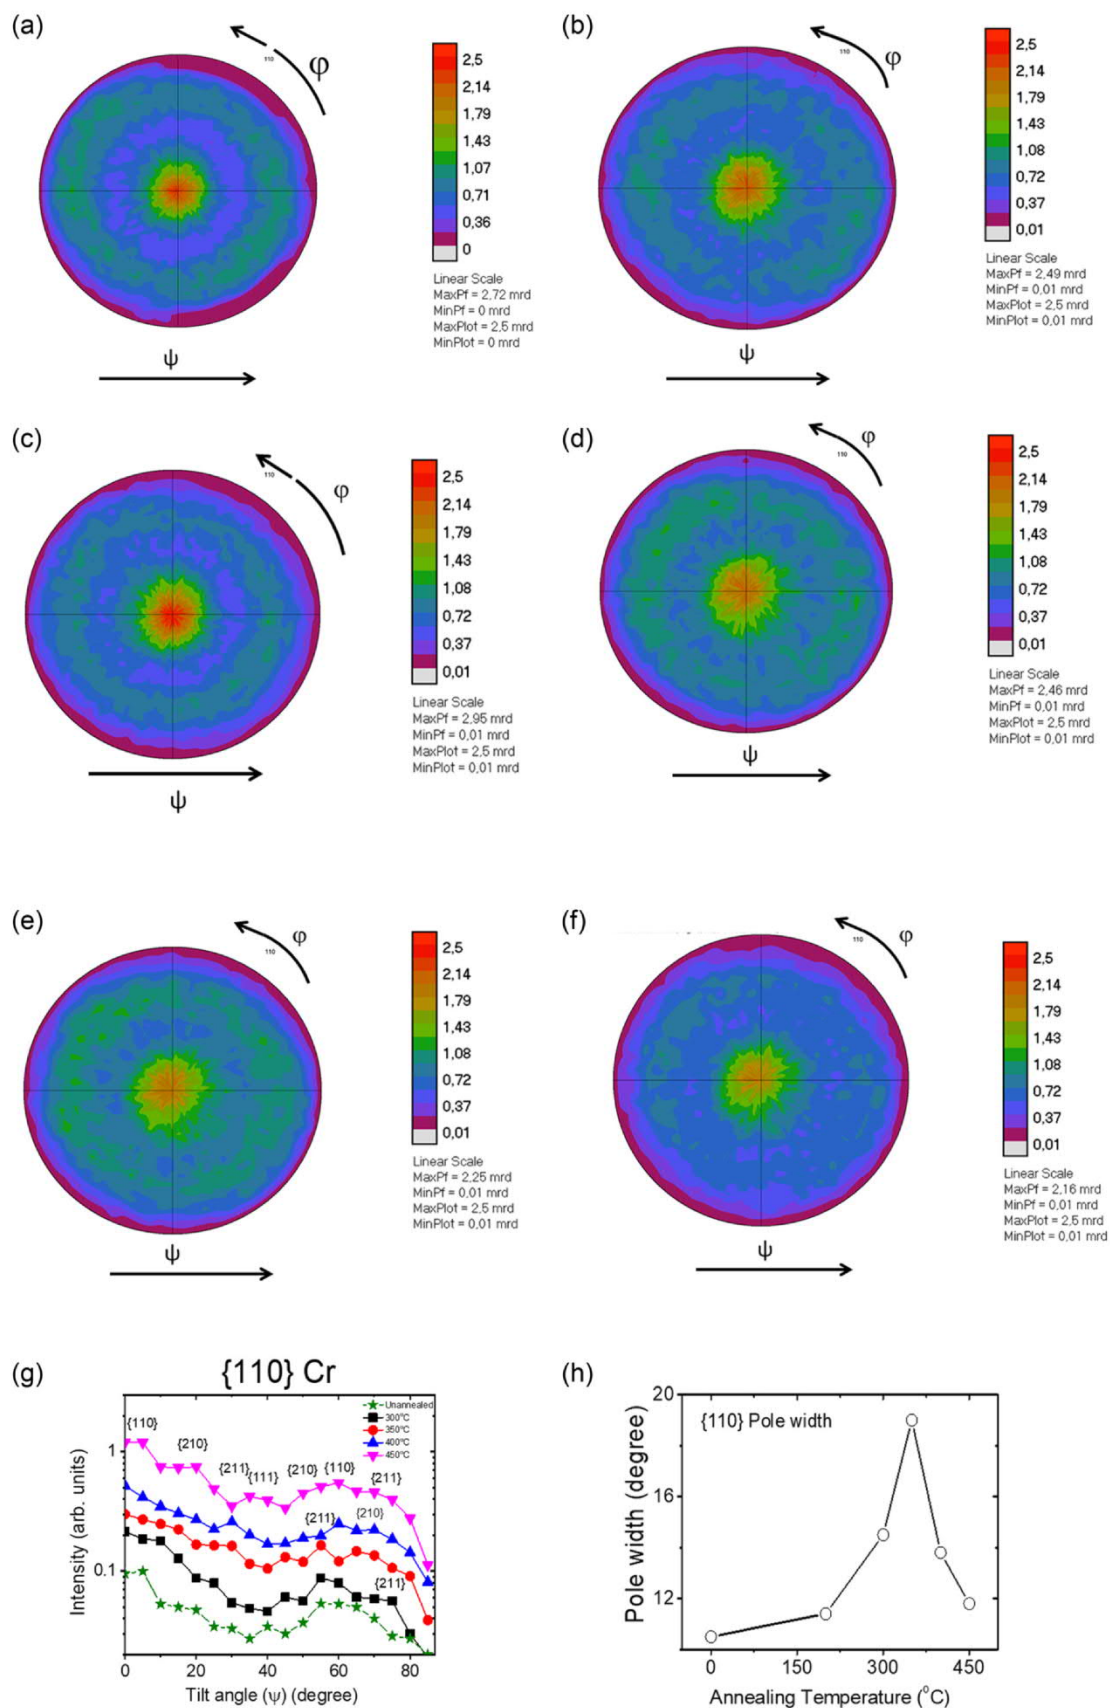 (a)
110
φ
2,5
2,14
1,79
1,43
1,07
0,71
0,36
0
Linear Scale
MaxPf = 2,72 mrd
MinPf = 0 mrd
MaxPlot = 2,5 mrd
MinPlot = 0 mrd
ψ
(b)
110
φ
2,5
2,14
1,79
1,43
1,08
0,72
0,37
0,01
Linear Scale
MaxPf = 2,49 mrd
MinPf = 0,01 mrd
MaxPlot = 2,5 mrd
MinPlot = 0,01 mrd
ψ
(c)
110
φ
2,5
2,14
1,79
1,43
1,08
0,72
0,37
0,01
Linear Scale
MaxPf = 2,95 mrd
MinPf = 0,01 mrd
MaxPlot = 2,5 mrd
MinPlot = 0,01 mrd
ψ
(d)
110
φ
2,5
2,14
1,79
1,43
1,08
0,72
0,37
0,01
Linear Scale
MaxPf = 2,46 mrd
MinPf = 0,01 mrd
MaxPlot = 2,5 mrd
MinPlot = 0,01 mrd
ψ
(e)
110
φ
2,5
2,14
1,79
1,43
1,08
0,72
0,37
0,01
Linear Scale
MaxPf = 2,25 mrd
MinPf = 0,01 mrd
MaxPlot = 2,5 mrd
MinPlot = 0,01 mrd
ψ
(f)
110
φ
2,5
2,14
1,79
1,43
1,08
0,72
0,37
0,01
Linear Scale
MaxPf = 2,16 mrd
MinPf = 0,01 mrd
MaxPlot = 2,5 mrd
MinPlot = 0,01 mrd
ψ
(g)
{110} Cr
Unannealed
300°C
350°C
400°C
450°C
{110}
{210}
{211}
{111}
{210}
{110}
{211}
{211}
{210}
{211}
1
0.1
Intensity (arb. units)
0 20 40 60 80
Tilt angle (ψ) (degree)
(h)
{110} Pole width
20
18
16
14
12
Pole width (degree)
0 150 300 450
Annealing Temperature (°C)